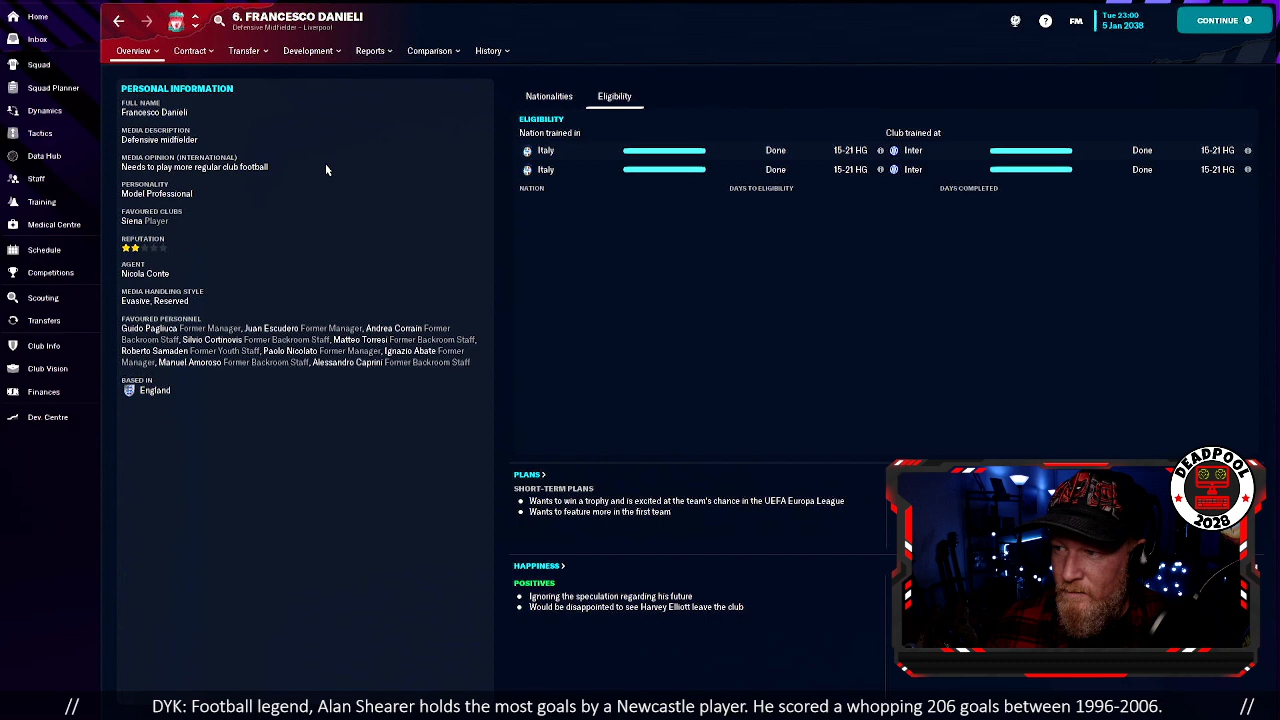 Home
6. FRANCESCO DANIELI
Defensive Midfielder - Liverpool
FM
Tue 23:00
5 Jan 2038
CONTINUE
Inbox
Overview
Contract
Transfer
Development
Reports
Comparison
History
Squad
Squad Planner
Dynamics
Tactics
Data Hub
Staff
Training
Medical Centre
Schedule
Competitions
Scouting
Transfers
Club Info
Club Vision
Finances
Dev. Centre
PERSONAL INFORMATION
FULL NAME
Francesco Danieli
MEDIA DESCRIPTION
Defensive midfielder
MEDIA OPINION (INTERNATIONAL)
Needs to play more regular club football
PERSONALITY
Model Professional
FAVOURED CLUBS
Siena Player
REPUTATION
AGENT
Nicola Conte
MEDIA HANDLING STYLE
Evasive, Reserved
FAVOURED PERSONNEL
Guido Pagliuca Former Manager, Juan Escudero Former Manager, Andrea Corrain Former
Backroom Staff, Silvio Cortinovis Former Backroom Staff, Matteo Torresi Former Backroom Staff,
Roberto Samaden Former Youth Staff, Paolo Nicolato Former Manager, Ignazio Abate Former
Manager, Manuel Amoroso Former Backroom Staff, Alessandro Caprini Former Backroom Staff
BASED IN
England
Nationalities
Eligibility
ELIGIBILITY
Nation trained in
Club trained at
Italy Done 15-21 HG Inter Done 15-21 HG
Italy Done 15-21 HG Inter Done 15-21 HG
NATION DAYS TO ELIGIBILITY DAYS COMPLETED
PLANS >
SHORT-TERM PLANS
Wants to win a trophy and is excited at the team's chance in the UEFA Europa League
Wants to feature more in the first team
HAPPINESS >
POSITIVES
Ignoring the speculation regarding his future
Would be disappointed to see Harvey Elliott leave the club
DEADPOOL
2028
// DYK: Football legend, Alan Shearer holds the most goals by a Newcastle player. He scored a whopping 206 goals between 1996-2006. //